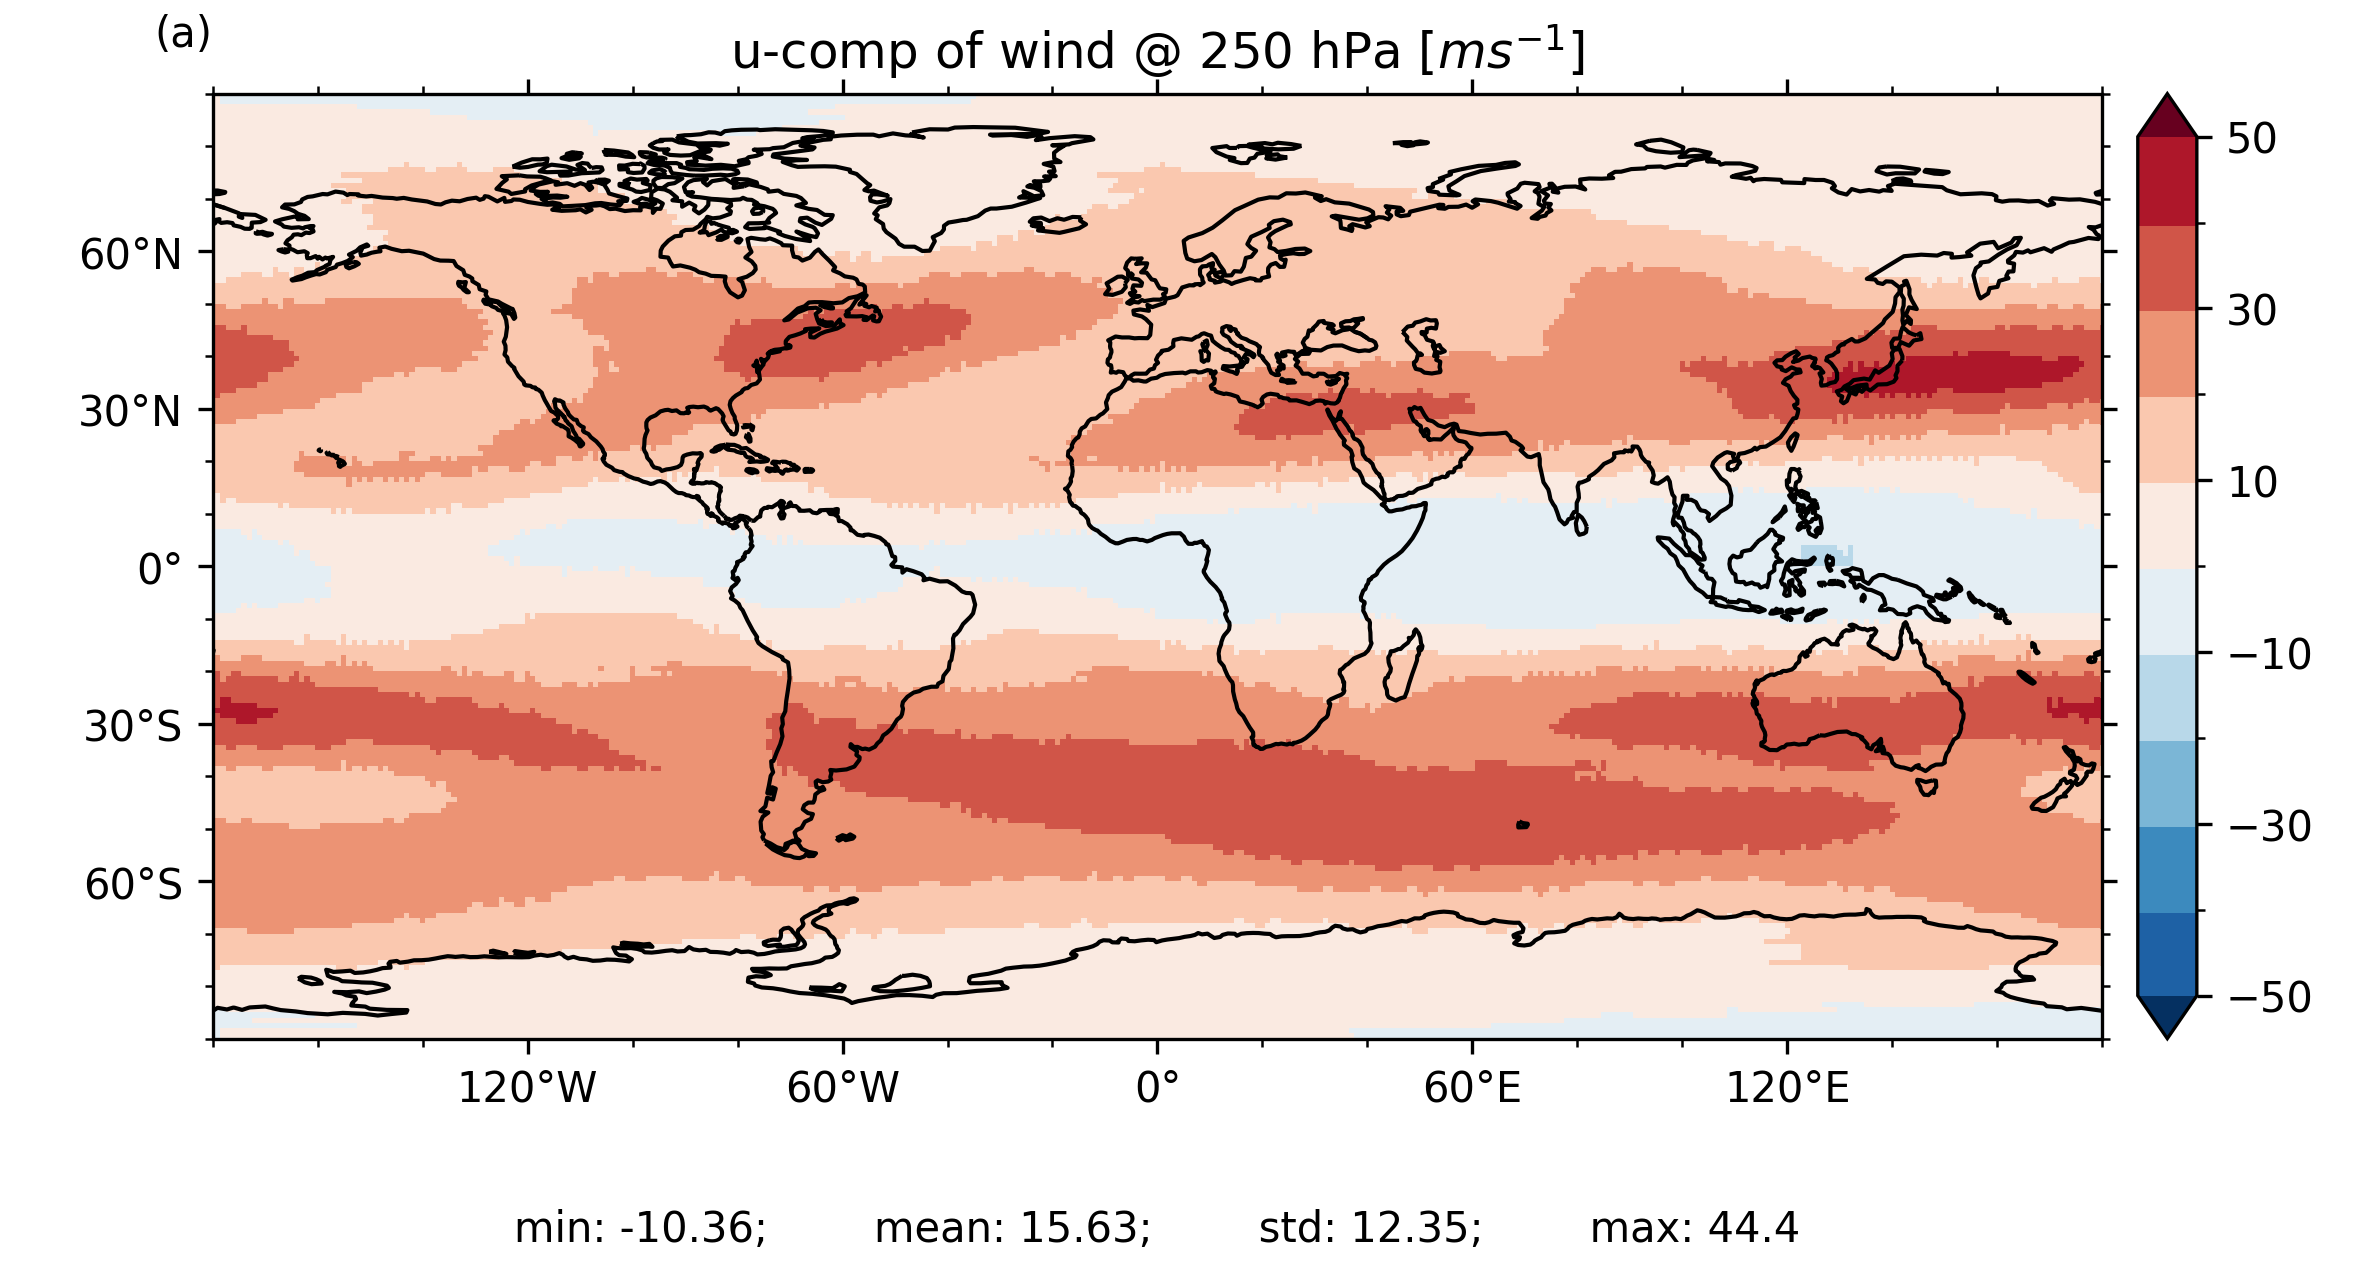 (a)
u-comp of wind @ 250 hPa [ms⁻¹]
60°N
30°N
0°
30°S
60°S
120°W 60°W 0° 60°E 120°E
50
30
10
−10
−30
−50
min: -10.36; mean: 15.63; std: 12.35; max: 44.4